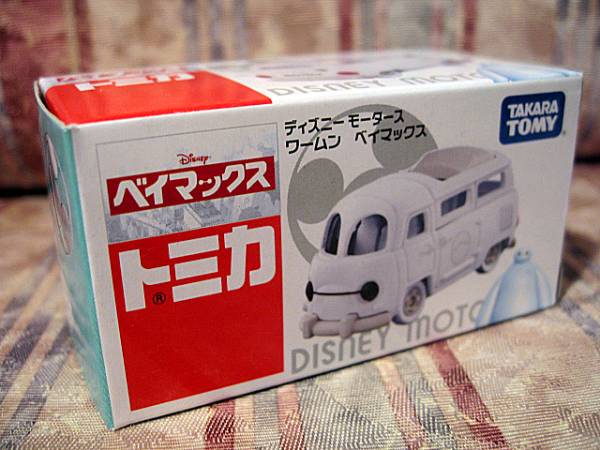 トミカ
DISNEY MOTO
Disney
ベイマックス
トミカ
®
ディズニー モータース
ワームン ベイマックス
TAKARA
TOMY
DISNEY MOTO